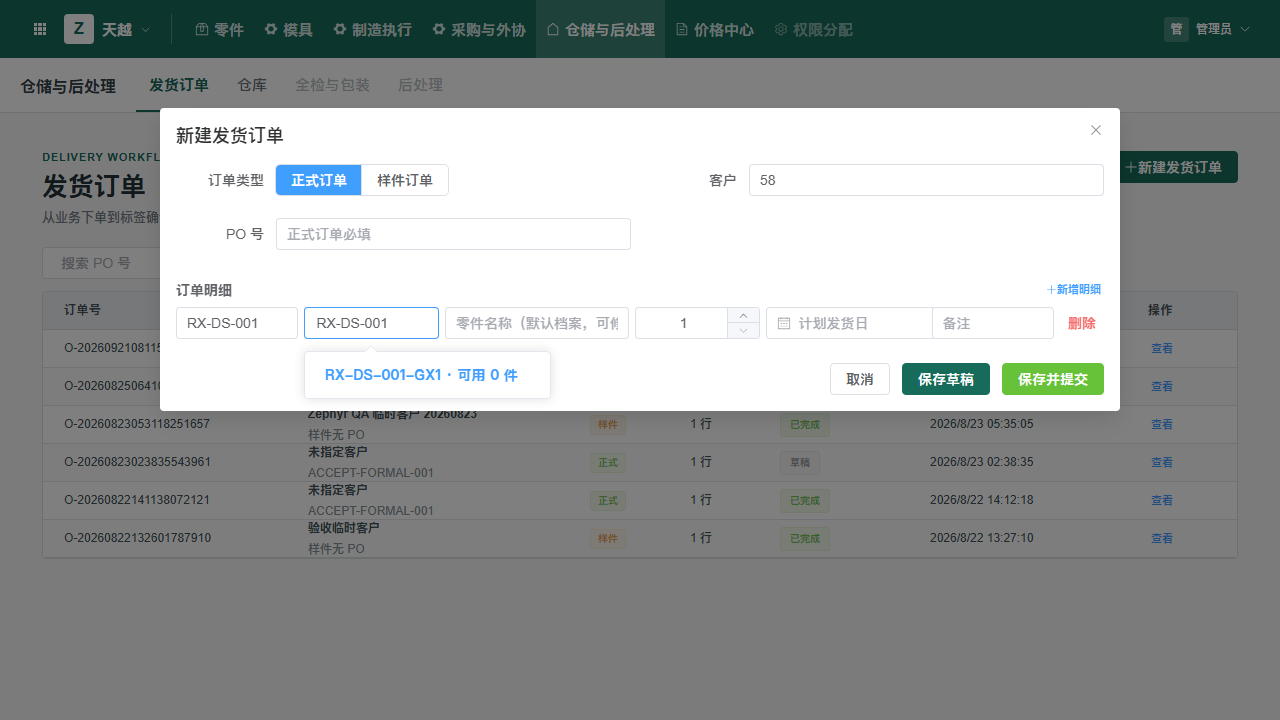 Z 天越 零件 模具 制造执行 采购与外协 仓储与后处理 价格中心 权限分配 管 管理员
仓储与后处理 发货订单 仓库 全检与包装 后处理
新建发货订单
DELIVERY WORKFL
发货订单
从业务下单到标签确
+新建发货订单
搜索 PO 号
订单类型 正式订单 样件订单 客户 58
PO 号 正式订单必填
订单明细 +新增明细
RX-DS-001 RX-DS-001 零件名称（默认档案，可修 1 计划发货日 备注 删除
RX-DS-001-GX1 · 可用 0 件
取消 保存草稿 保存并提交
订单号 操作
O-2026092108115 查看
O-2026082506410 查看
O-20260823053118251657 Zephyr QA 临时客户 20260823 样件 1 行 已完成 2026/8/23 05:35:05 查看
样件无 PO
O-20260823023835543961 未指定客户 正式 1 行 草稿 2026/8/23 02:38:35 查看
ACCEPT-FORMAL-001
O-20260822141138072121 未指定客户 正式 1 行 已完成 2026/8/22 14:12:18 查看
ACCEPT-FORMAL-001
O-20260822132601787910 验收临时客户 样件 1 行 已完成 2026/8/22 13:27:10 查看
样件无 PO